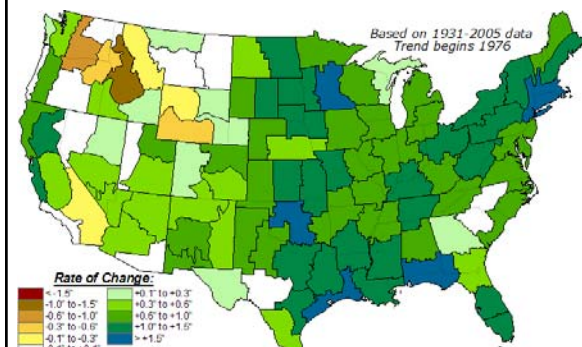 Based on 1931-2005 data
Trend begins 1976
Rate of Change:
< -1.5"
-1.0" to -1.5"
-0.6" to -1.0"
-0.3" to -0.6"
-0.1" to -0.3"
+0.1" to +0.3"
+0.3" to +0.6"
+0.6" to +1.0"
+1.0" to +1.5"
> +1.5"